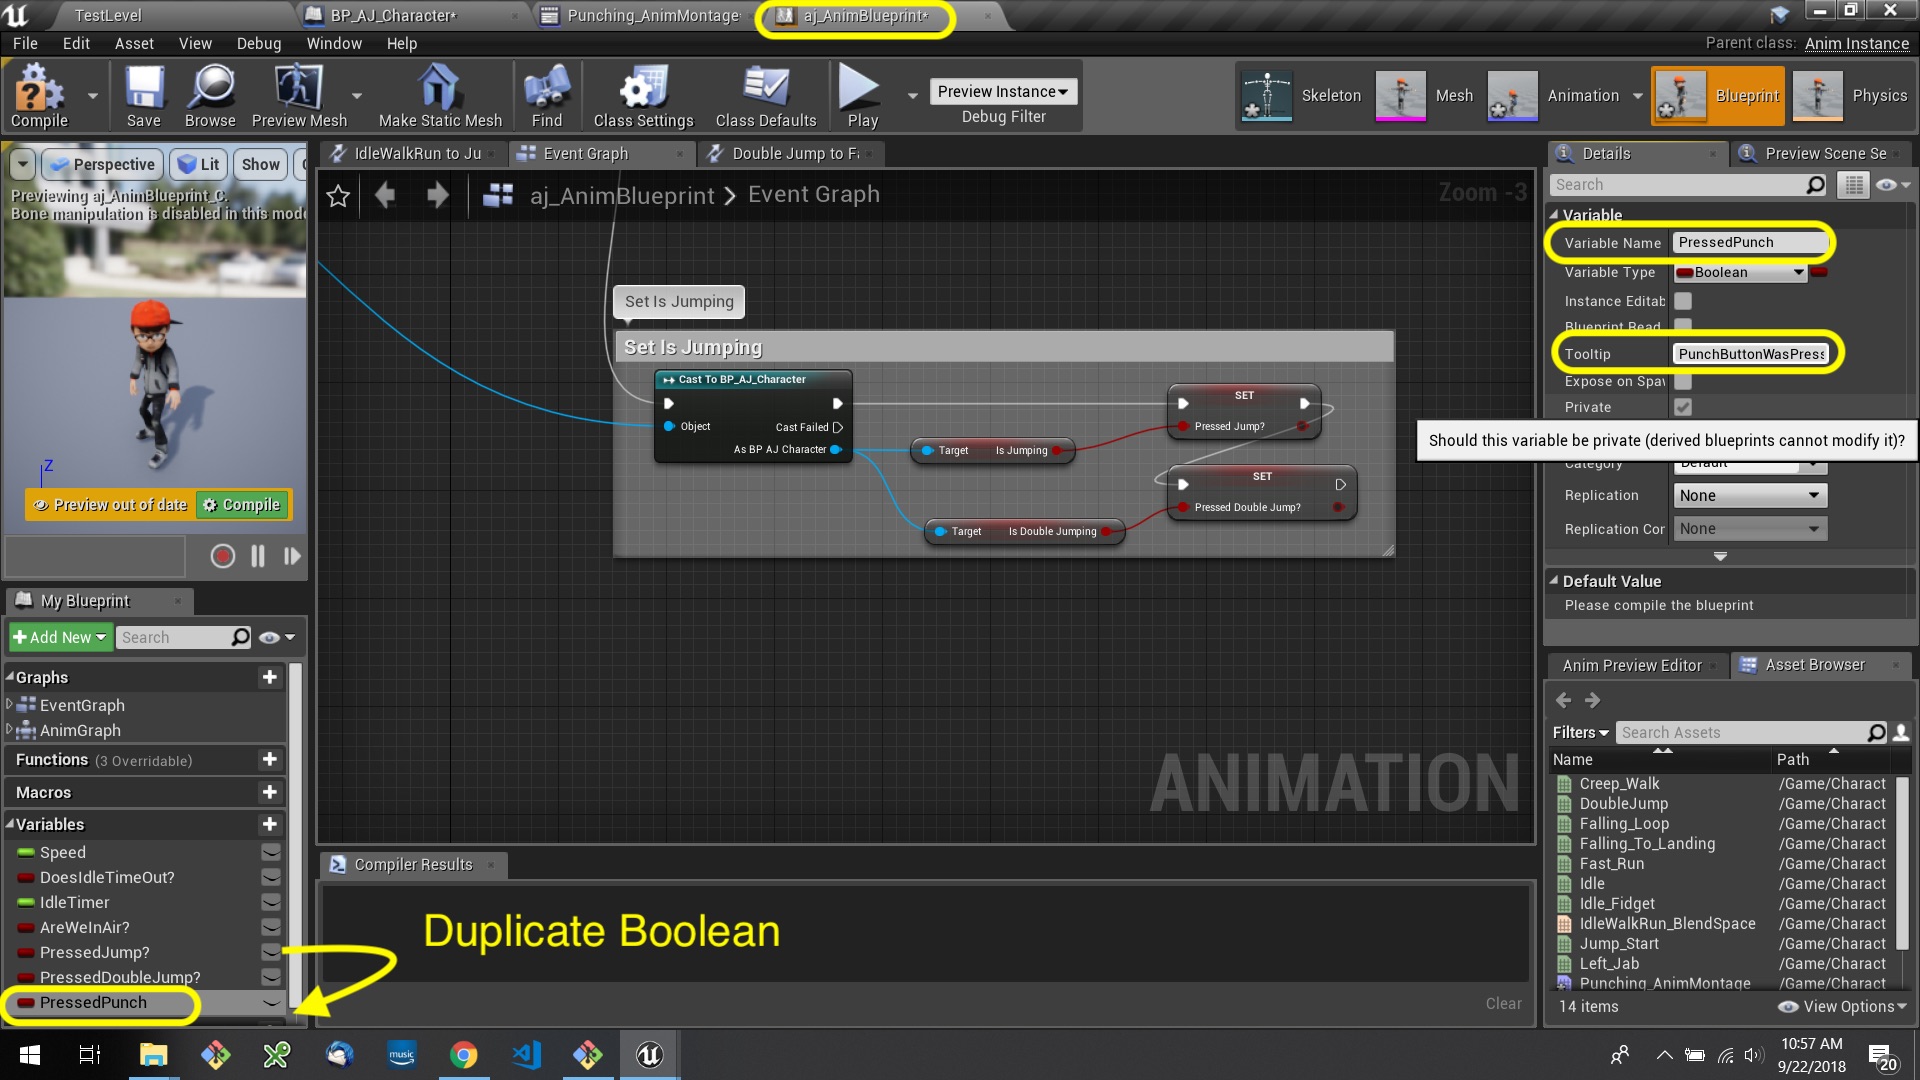 TestLevel
BP_AJ_Character*
Punching_AnimMontage
aj_AnimBlueprint*
File Edit Asset View Debug Window Help
Parent class: Anim Instance
Compile
Save
Browse
Preview Mesh
Make Static Mesh
Find
Class Settings
Class Defaults
Play
Preview Instance
Debug Filter
Skeleton
Mesh
Animation
Blueprint
Physics
Perspective
Lit
Show
Previewing aj_AnimBlueprint_C.
Bone manipulation is disabled in this mode
Z
Preview out of date
Compile
IdleWalkRun to Ju
Event Graph
Double Jump to Fa
aj_AnimBlueprint > Event Graph
Zoom -3
Set Is Jumping
Set Is Jumping
Cast To BP_AJ_Character
Object
Cast Failed
As BP AJ Character
Target Is Jumping
Target Is Double Jumping
SET
Pressed Jump?
SET
Pressed Double Jump?
ANIMATION
My Blueprint
Add New
Search
Graphs
EventGraph
AnimGraph
Functions (3 Overridable)
Macros
Variables
Speed
DoesIdleTimeOut?
IdleTimer
AreWeInAir?
PressedJump?
PressedDoubleJump?
PressedPunch
Compiler Results
Duplicate Boolean
Clear
Details
Preview Scene Se
Search
Variable
Variable Name PressedPunch
Variable Type Boolean
Instance Editab
Blueprint Read
Tooltip PunchButtonWasPress
Expose on Spaw
Private
Should this variable be private (derived blueprints cannot modify it)?
Category Default
Replication None
Replication Cor None
Default Value
Please compile the blueprint
Anim Preview Editor
Asset Browser
Filters
Search Assets
Name Path
Creep_Walk /Game/Charact
DoubleJump /Game/Charact
Falling_Loop /Game/Charact
Falling_To_Landing /Game/Charact
Fast_Run /Game/Charact
Idle /Game/Charact
Idle_Fidget /Game/Charact
IdleWalkRun_BlendSpace /Game/Charact
Jump_Start /Game/Charact
Left_Jab /Game/Charact
Punching_AnimMontage /Game/Charact
14 items
View Options
music
10:57 AM
9/22/2018
20